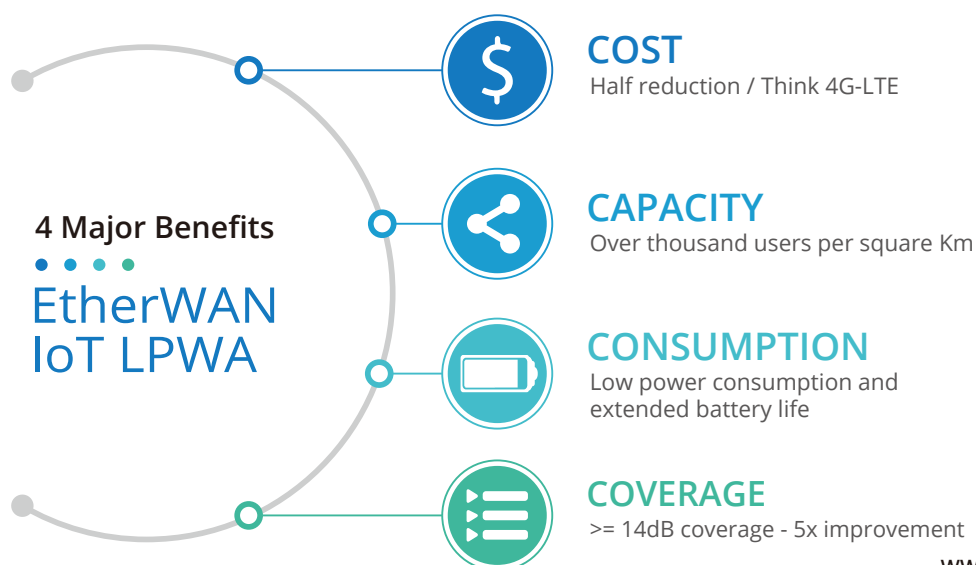 4 Major Benefits
EtherWAN
IoT LPWA
$
COST
Half reduction / Think 4G-LTE
CAPACITY
Over thousand users per square Km
CONSUMPTION
Low power consumption and
extended battery life
COVERAGE
>= 14dB coverage - 5x improvement